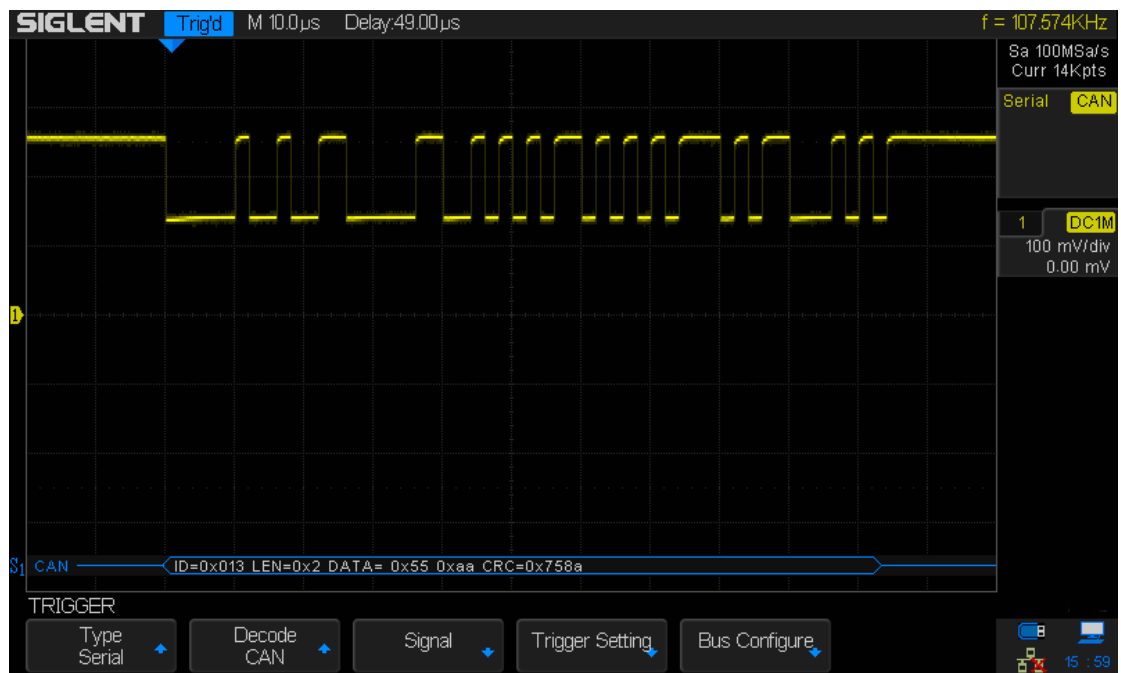 SIGLENT Trig'd M 10.0µs Delay:49.00µs f = 107.574KHz
Sa 100MSa/s
Curr 14Kpts
Serial CAN
1 DC1M
100 mV/div
0.00 mV
1
S1 CAN ID=0x013 LEN=0x2 DATA= 0x55 0xaa CRC=0x758a
TRIGGER
Type
Serial
Decode
CAN
Signal
Trigger Setting
Bus Configure
15 : 59